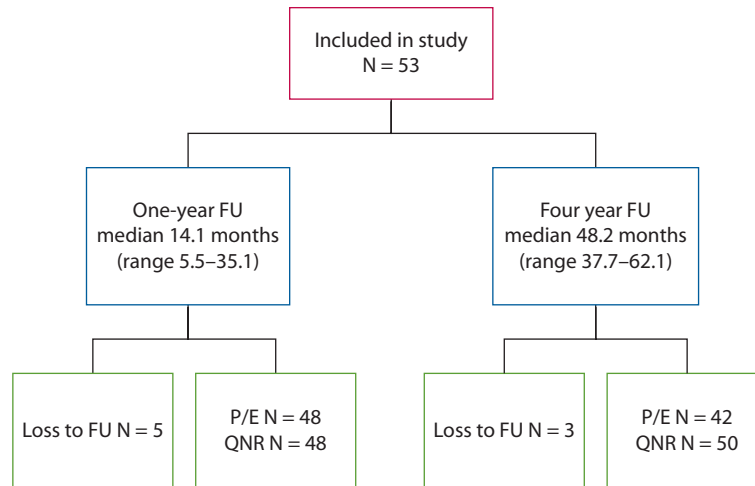 Included in study
N = 53
One-year FU
median 14.1 months
(range 5.5–35.1)
Four year FU
median 48.2 months
(range 37.7–62.1)
Loss to FU N = 5
P/E N = 48
QNR N = 48
Loss to FU N = 3
P/E N = 42
QNR N = 50